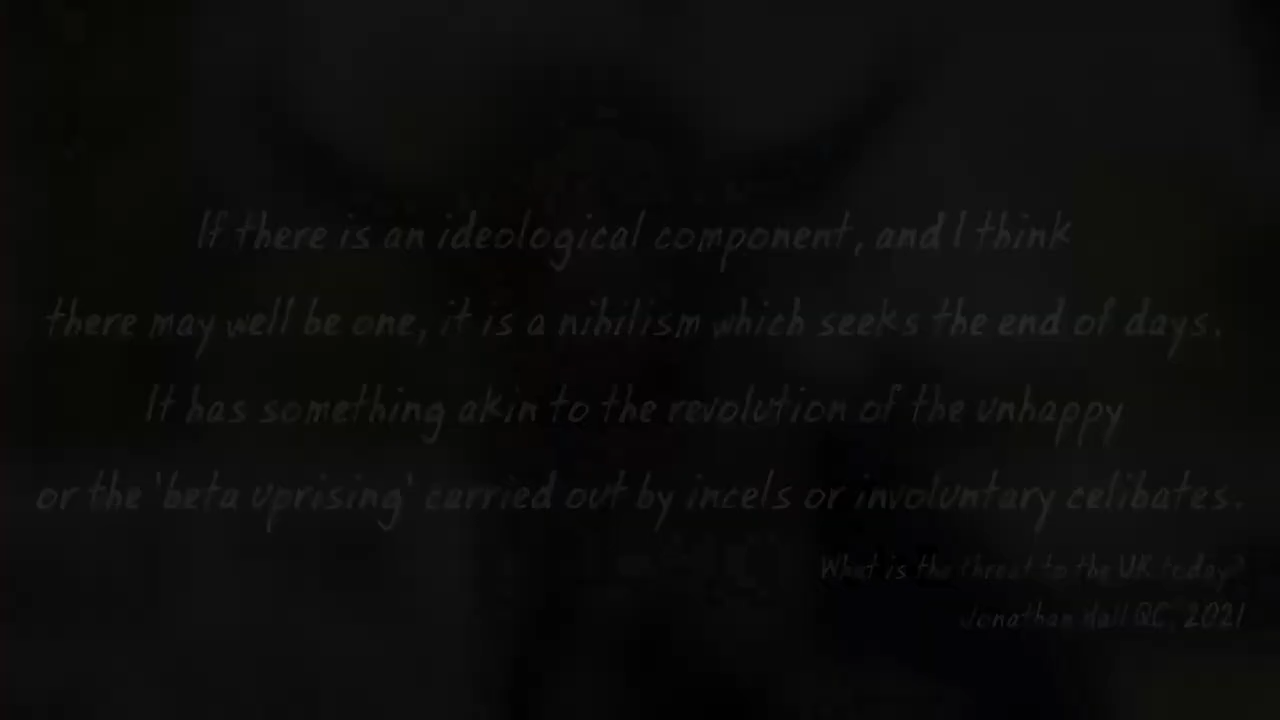 If there is an ideological component, and I think
there may well be one, it is a nihilism which seeks the end of days.
It has something akin to the revolution of the unhappy
or the 'beta uprising' carried out by incels or involuntary celibates.
What is the threat to the UK today?
Jonathan Hall QC, 2021